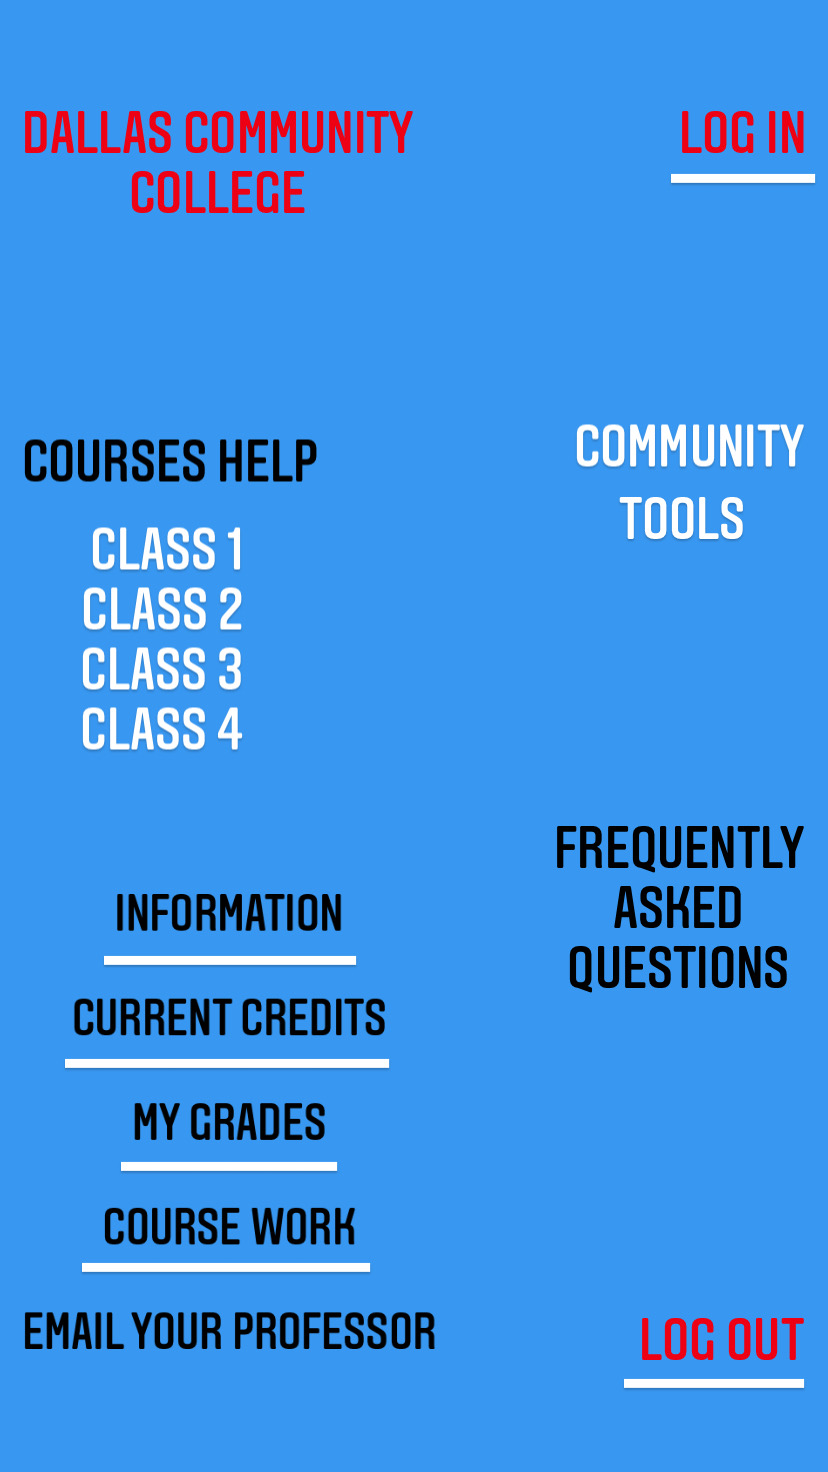 DALLAS COMMUNITY
COLLEGE
LOG IN
COURSES HELP
CLASS 1
CLASS 2
CLASS 3
CLASS 4
COMMUNITY
TOOLS
FREQUENTLY
ASKED
QUESTIONS
INFORMATION
CURRENT CREDITS
MY GRADES
COURSE WORK
EMAIL YOUR PROFESSOR
LOG OUT